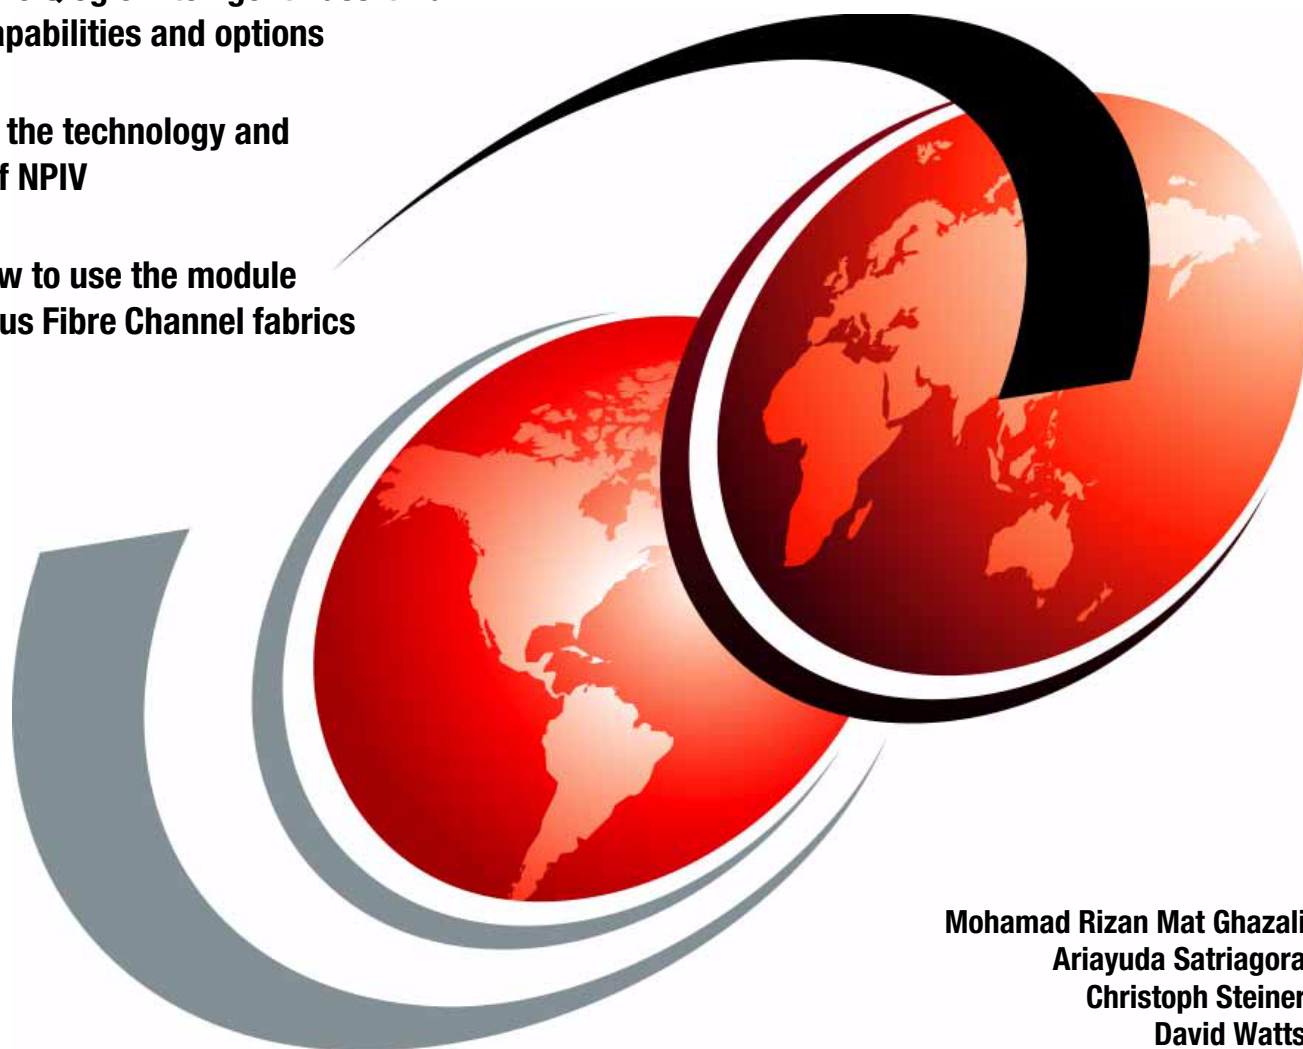 apabilities and options
the technology and
f NPIV
w to use the module
us Fibre Channel fabrics
Mohamad Rizan Mat Ghazali
Ariayuda Satriagora
Christoph Steiner
David Watts